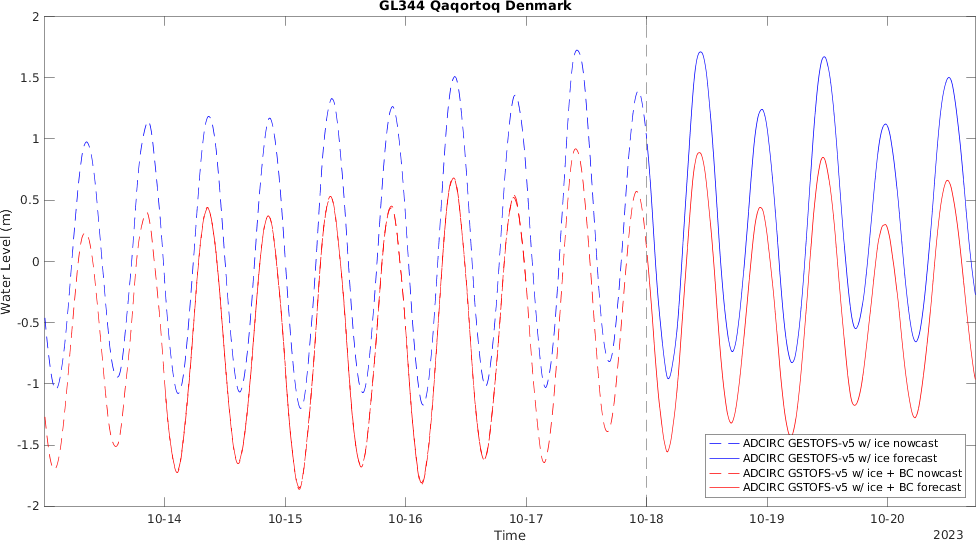 GL344 Qaqortoq Denmark
Water Level (m)
2
1.5
1
0.5
0
-0.5
-1
-1.5
-2
10-14
10-15
10-16
10-17
10-18
10-19
10-20
Time
2023
ADCIRC GESTOFS-v5 w/ ice nowcast
ADCIRC GESTOFS-v5 w/ ice forecast
ADCIRC GSTOFS-v5 w/ ice + BC nowcast
ADCIRC GSTOFS-v5 w/ ice + BC forecast